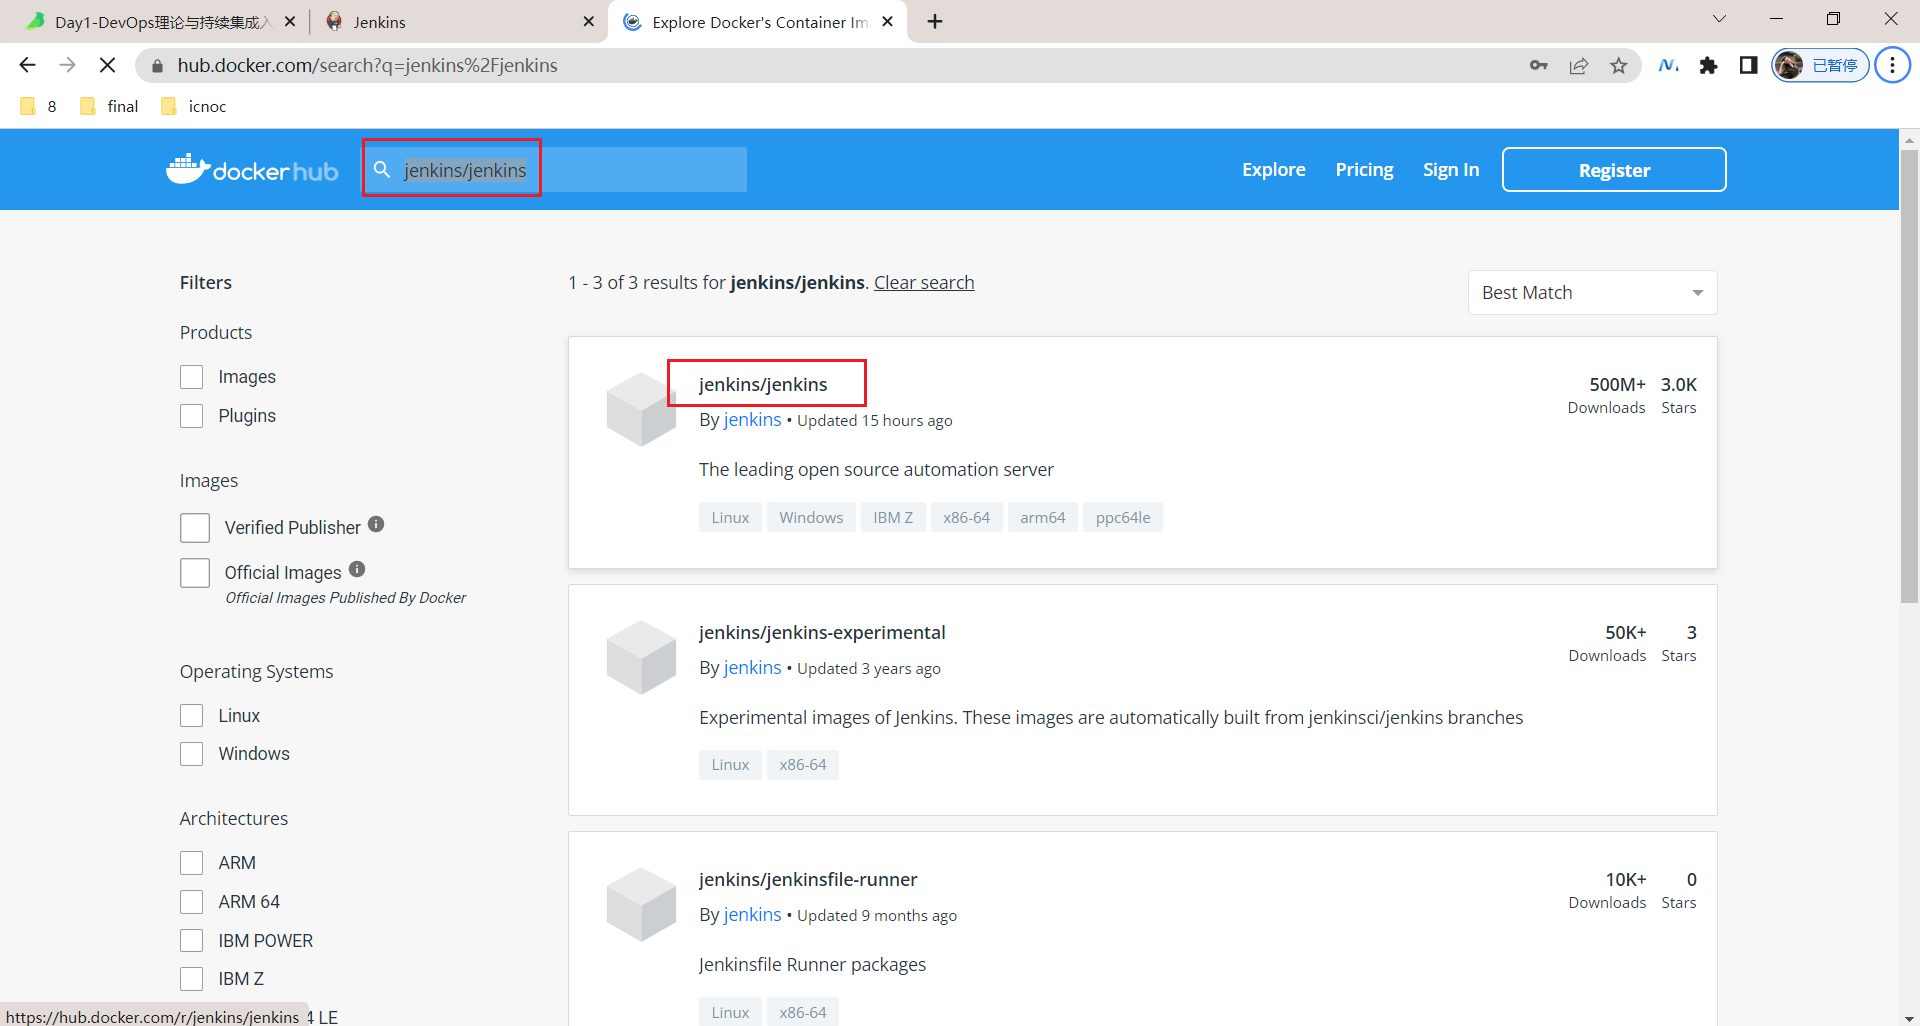 Day1-DevOps理论与持续集成入
Jenkins
Explore Docker's Container Im
hub.docker.com/search?q=jenkins%2Fjenkins
已暂停
8
final
icnoc
docker hub
jenkins/jenkins
Explore
Pricing
Sign In
Register
Filters
Products
Images
Plugins
Images
Verified Publisher
Official Images
Official Images Published By Docker
Operating Systems
Linux
Windows
Architectures
ARM
ARM 64
IBM POWER
IBM Z
4 LE
https://hub.docker.com/r/jenkins/jenkins
1 - 3 of 3 results for jenkins/jenkins. Clear search
Best Match
jenkins/jenkins
By jenkins • Updated 15 hours ago
500M+ 3.0K
Downloads Stars
The leading open source automation server
Linux Windows IBM Z x86-64 arm64 ppc64le
jenkins/jenkins-experimental
By jenkins • Updated 3 years ago
50K+ 3
Downloads Stars
Experimental images of Jenkins. These images are automatically built from jenkinsci/jenkins branches
Linux x86-64
jenkins/jenkinsfile-runner
By jenkins • Updated 9 months ago
10K+ 0
Downloads Stars
Jenkinsfile Runner packages
Linux x86-64